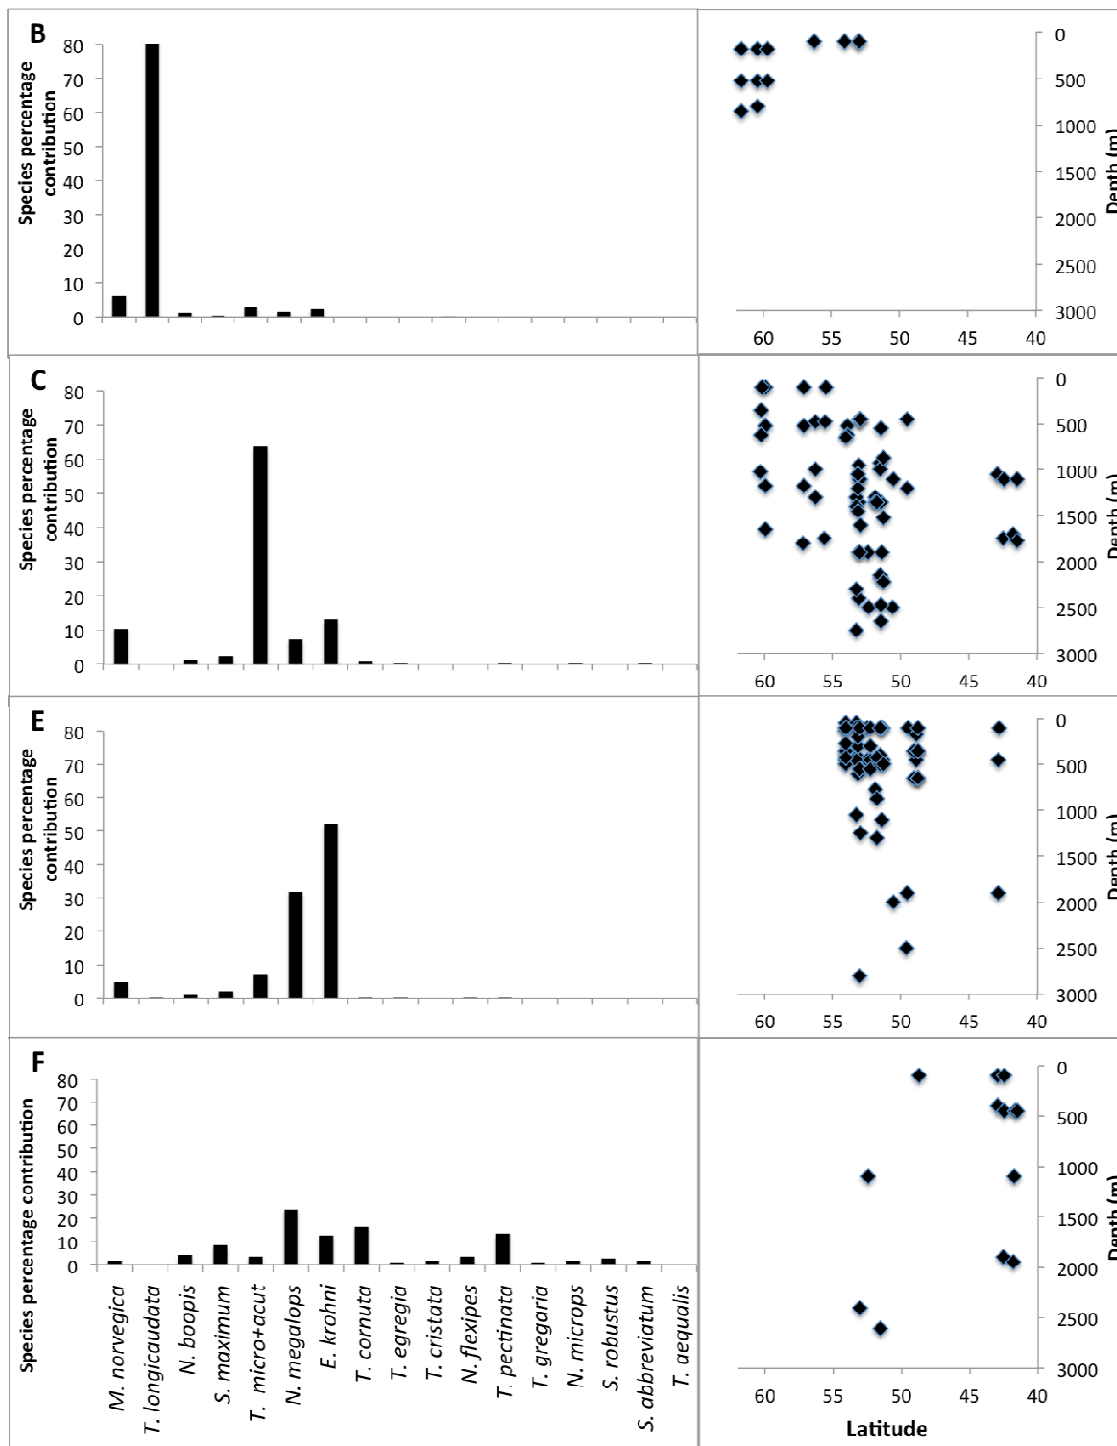 B
Species percentage
contribution
80
70
60
50
40
30
20
10
0
0
500
1000
1500
2000
2500
3000
Depth (m)
60 55 50 45 40
C
Species percentage
contribution
80
70
60
50
40
30
20
10
0
0
500
1000
1500
2000
2500
3000
Depth (m)
60 55 50 45 40
E
Species percentage
contribution
80
70
60
50
40
30
20
10
0
0
500
1000
1500
2000
2500
3000
Depth (m)
60 55 50 45 40
F
Species percentage contribution
80
70
60
50
40
30
20
10
0
M. norvegica
T. longicaudata
N. boopis
S. maximum
T. micro+acut
N. megalops
E. krohni
T. cornuta
T. egregia
T. cristata
N. flexipes
T. pectinata
T. gregaria
N. microps
S. robustus
S. abbreviatum
T. aequalis
0
500
1000
1500
2000
2500
3000
Depth (m)
60 55 50 45 40
Latitude